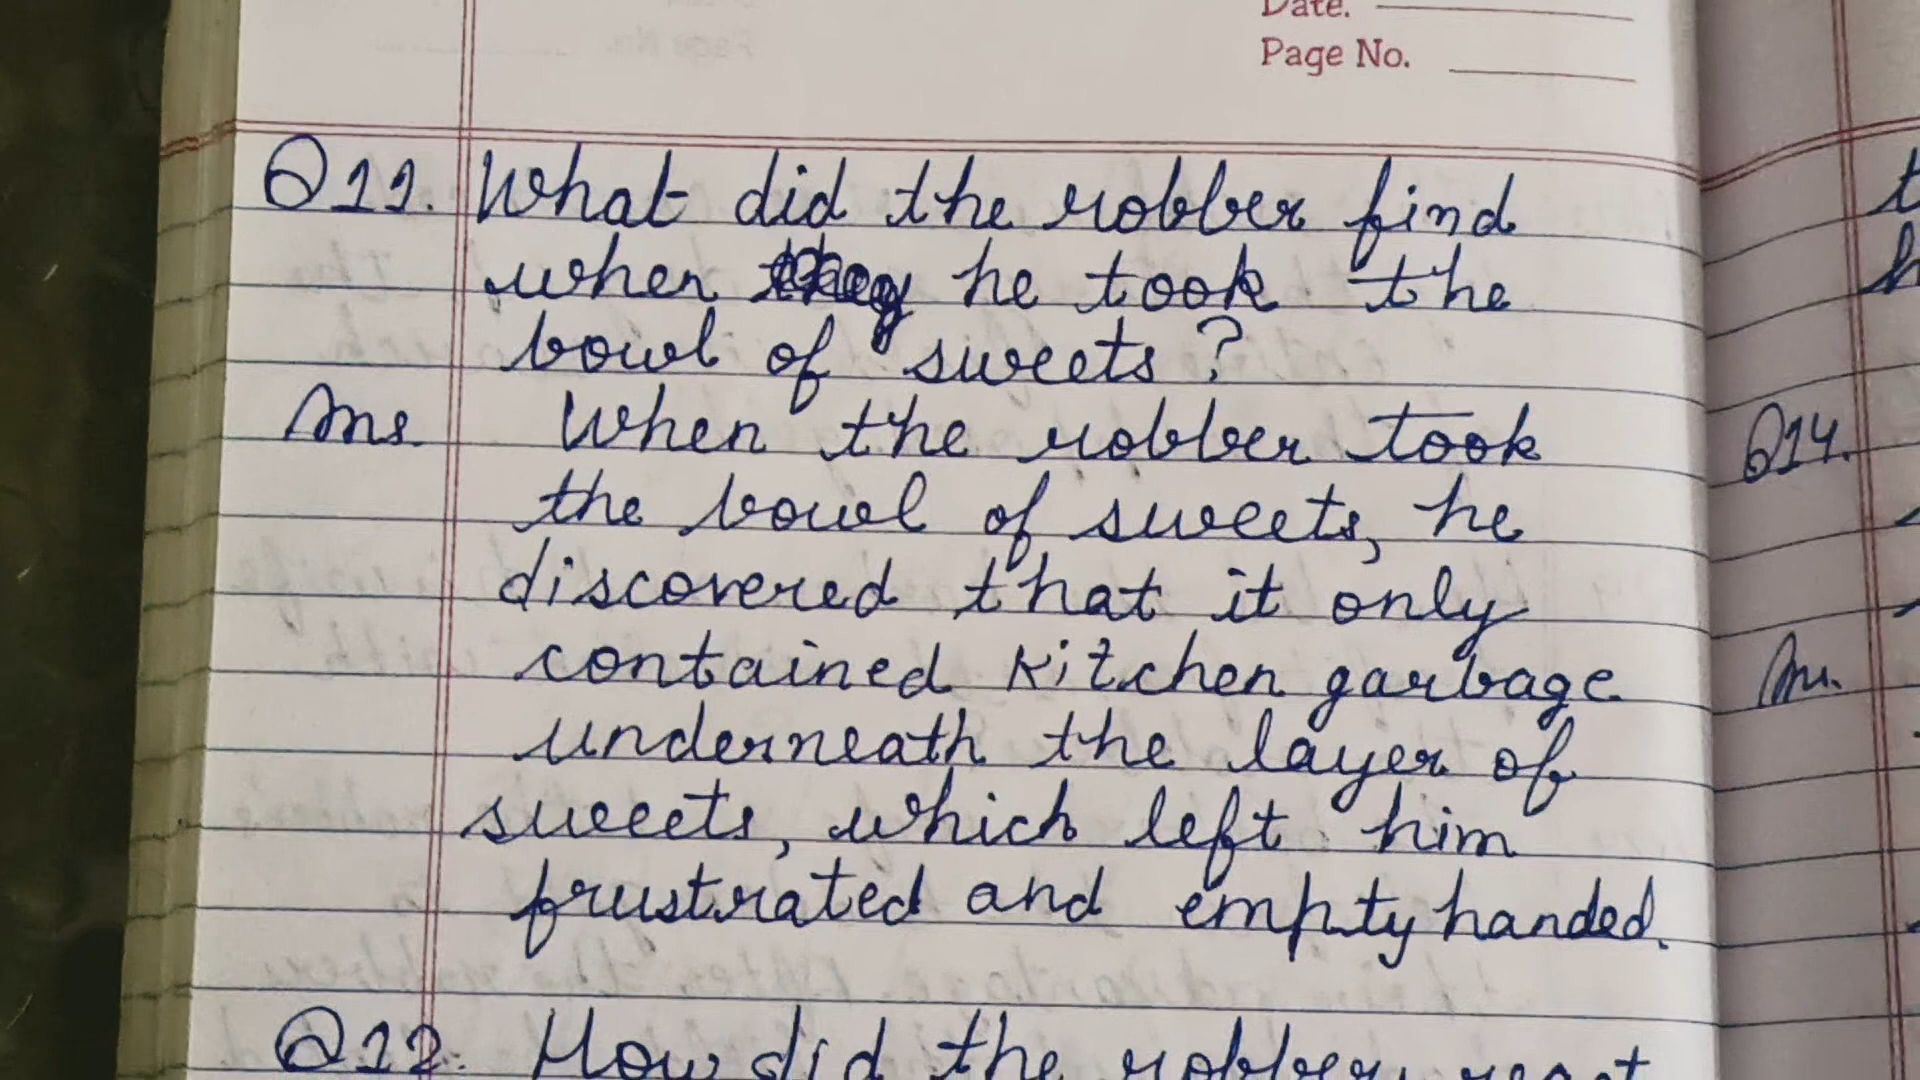 Date.
Page No.
Q11. What did the robber find
when he took the
bowl of sweets?
Ans. When the robber took
the bowl of sweets, he
discovered that it only
contained kitchen garbage
underneath the layer of
sweets, which left him
frustrated and empty handed.
Q12. How did the robber react
Q14.
Ans.